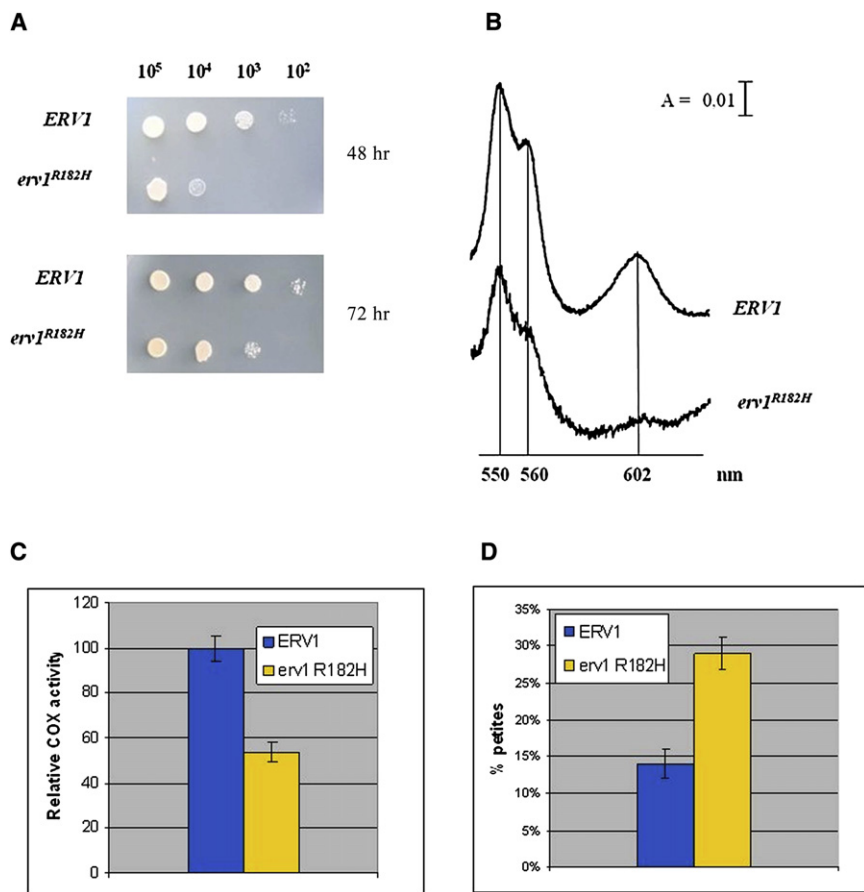 A
10⁵ 10⁴ 10³ 10²
ERV1
erv1ᴿ¹⁸²ᴴ
48 hr
ERV1
erv1ᴿ¹⁸²ᴴ
72 hr
B
A = 0.01
ERV1
erv1ᴿ¹⁸²ᴴ
550 560 602 nm
C
Relative COX activity
120
100
80
60
40
20
0
ERV1
erv1 R182H
D
% petites
35%
30%
25%
20%
15%
10%
5%
0%
ERV1
erv1 R182H